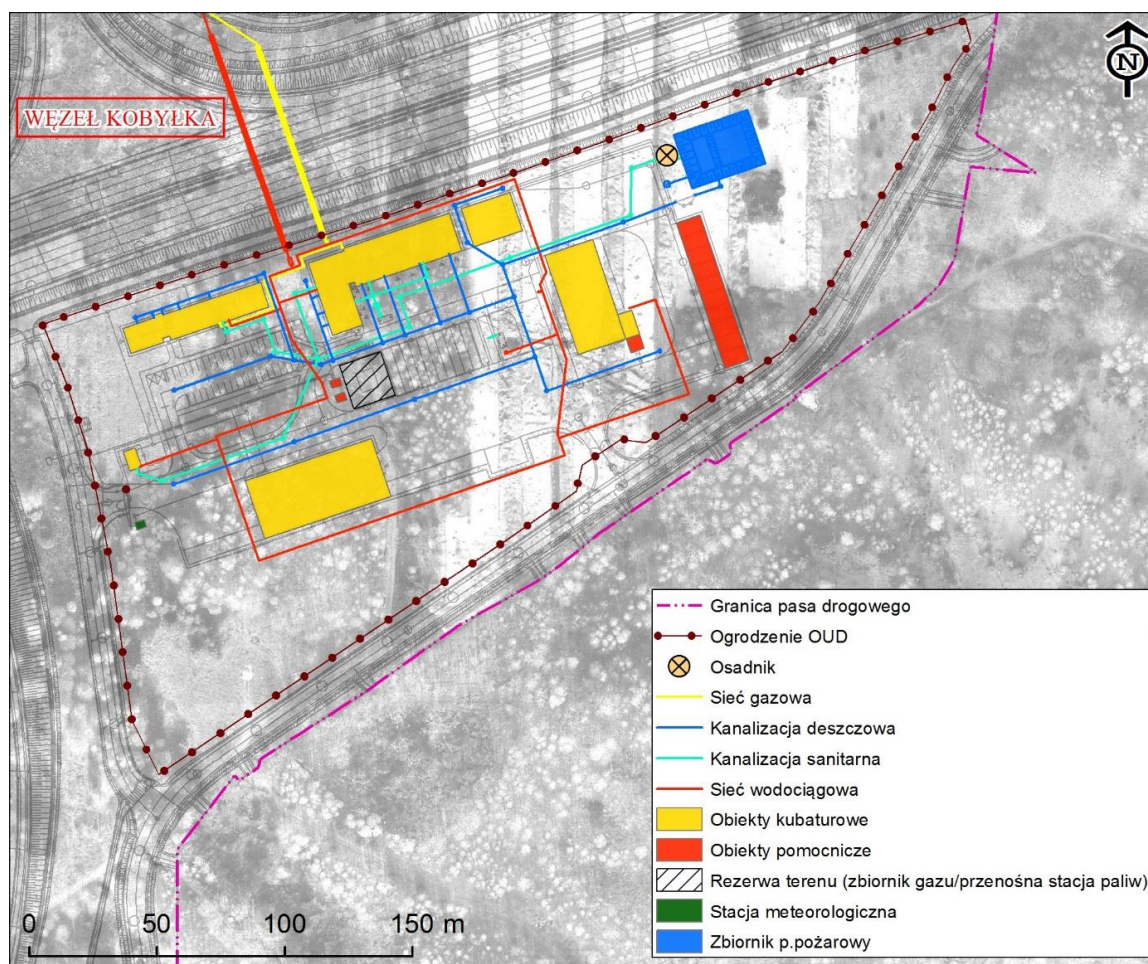 N
WĘZEŁ KOBYŁKA
Granica pasa drogowego
Ogrodzenie OUD
Osadnik
Sieć gazowa
Kanalizacja deszczowa
Kanalizacja sanitarna
Sieć wodociągowa
Obiekty kubaturowe
Obiekty pomocnicze
Rezerwa terenu (zbiornik gazu/przenośna stacja paliw)
Stacja meteorologiczna
Zbiornik p.pożarowy
0 50 100 150 m